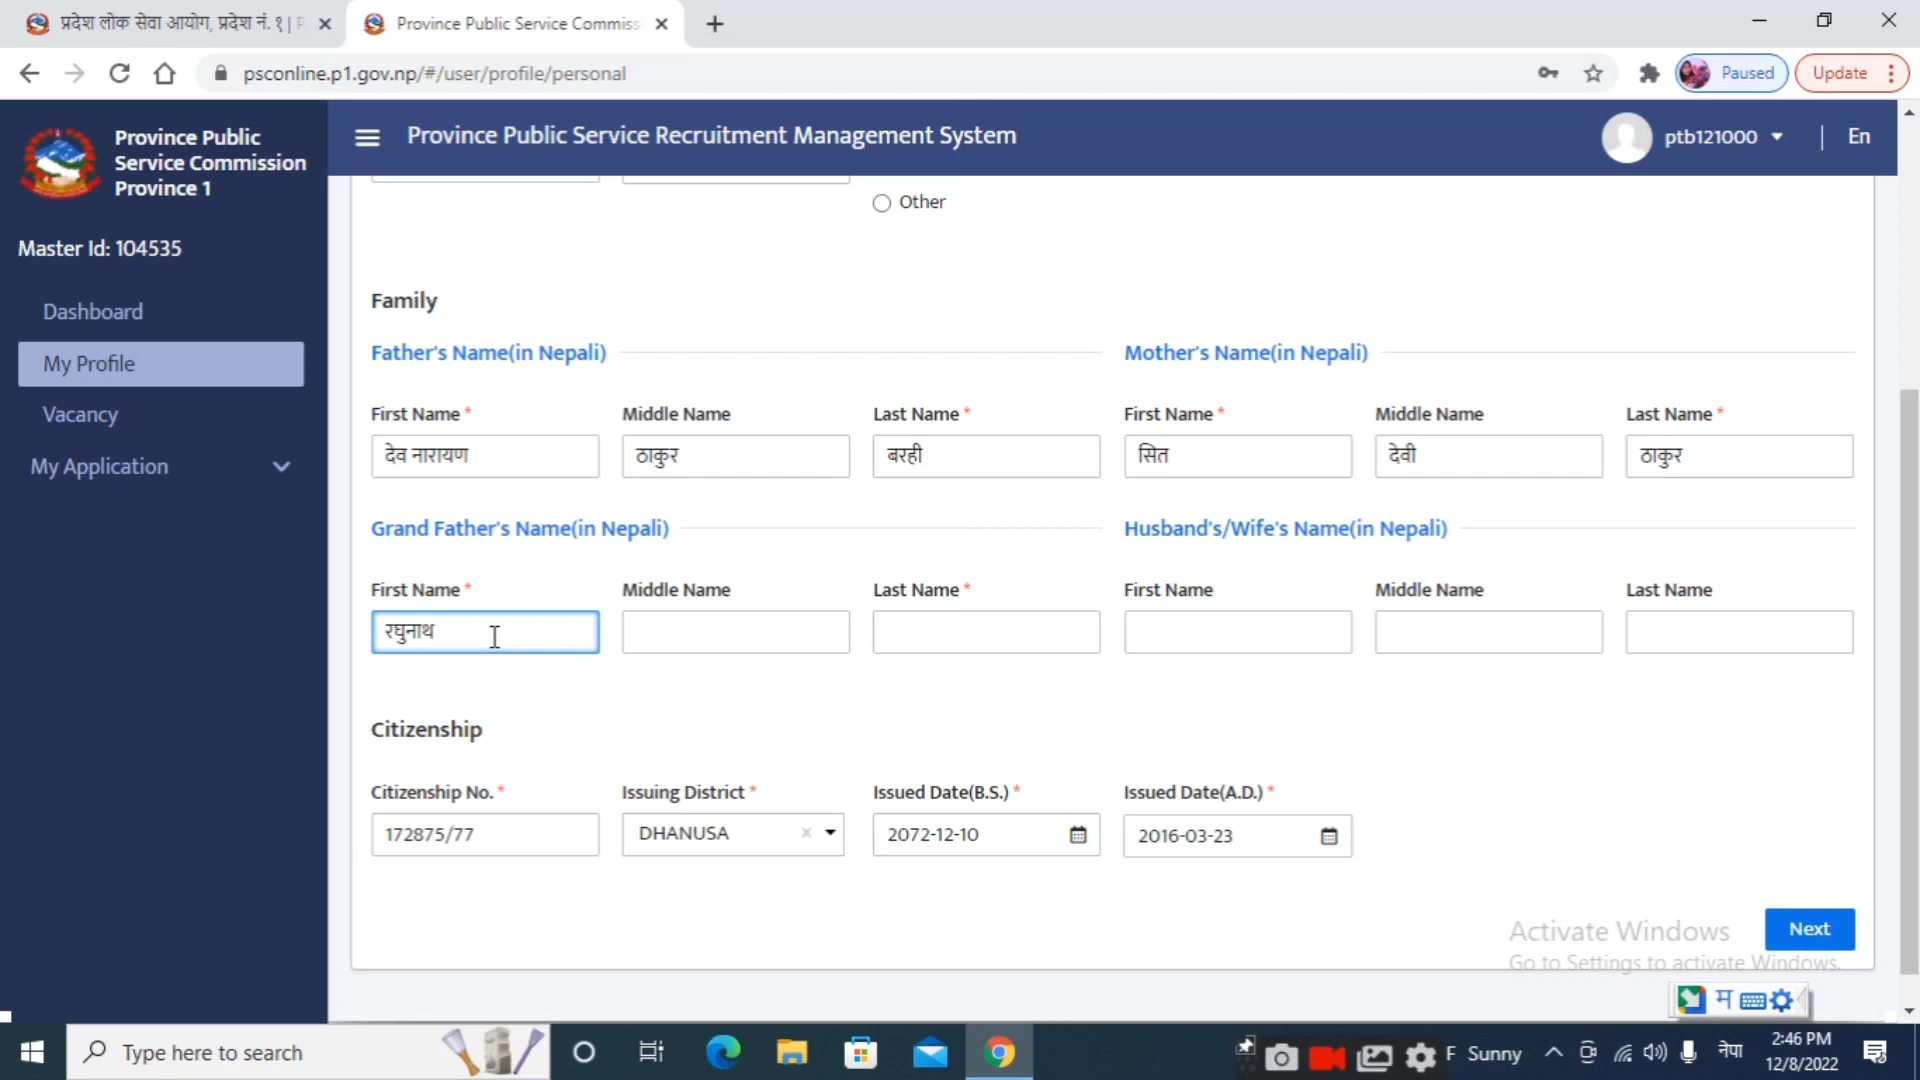 प्रदेश लोक सेवा आयोग, प्रदेश नं. १ | P
Province Public Service Commiss
psconline.p1.gov.np/#/user/profile/personal
Paused
Update
Province Public
Service Commission
Province 1
Province Public Service Recruitment Management System
ptb121000
En
Master Id: 104535
Dashboard
My Profile
Vacancy
My Application
Other
Family
Father's Name(in Nepali)
Mother's Name(in Nepali)
First Name * Middle Name Last Name * First Name * Middle Name Last Name *
देव नारायण ठाकुर बरही सित देवी ठाकुर
Grand Father's Name(in Nepali)
Husband's/Wife's Name(in Nepali)
First Name * Middle Name Last Name * First Name Middle Name Last Name
रघुनाथ
Citizenship
Citizenship No. * Issuing District * Issued Date(B.S.) * Issued Date(A.D.) *
172875/77 DHANUSA 2072-12-10 2016-03-23
Activate Windows
Go to Settings to activate Windows.
Next
म
Type here to search
F Sunny
नेपा
2:46 PM
12/8/2022